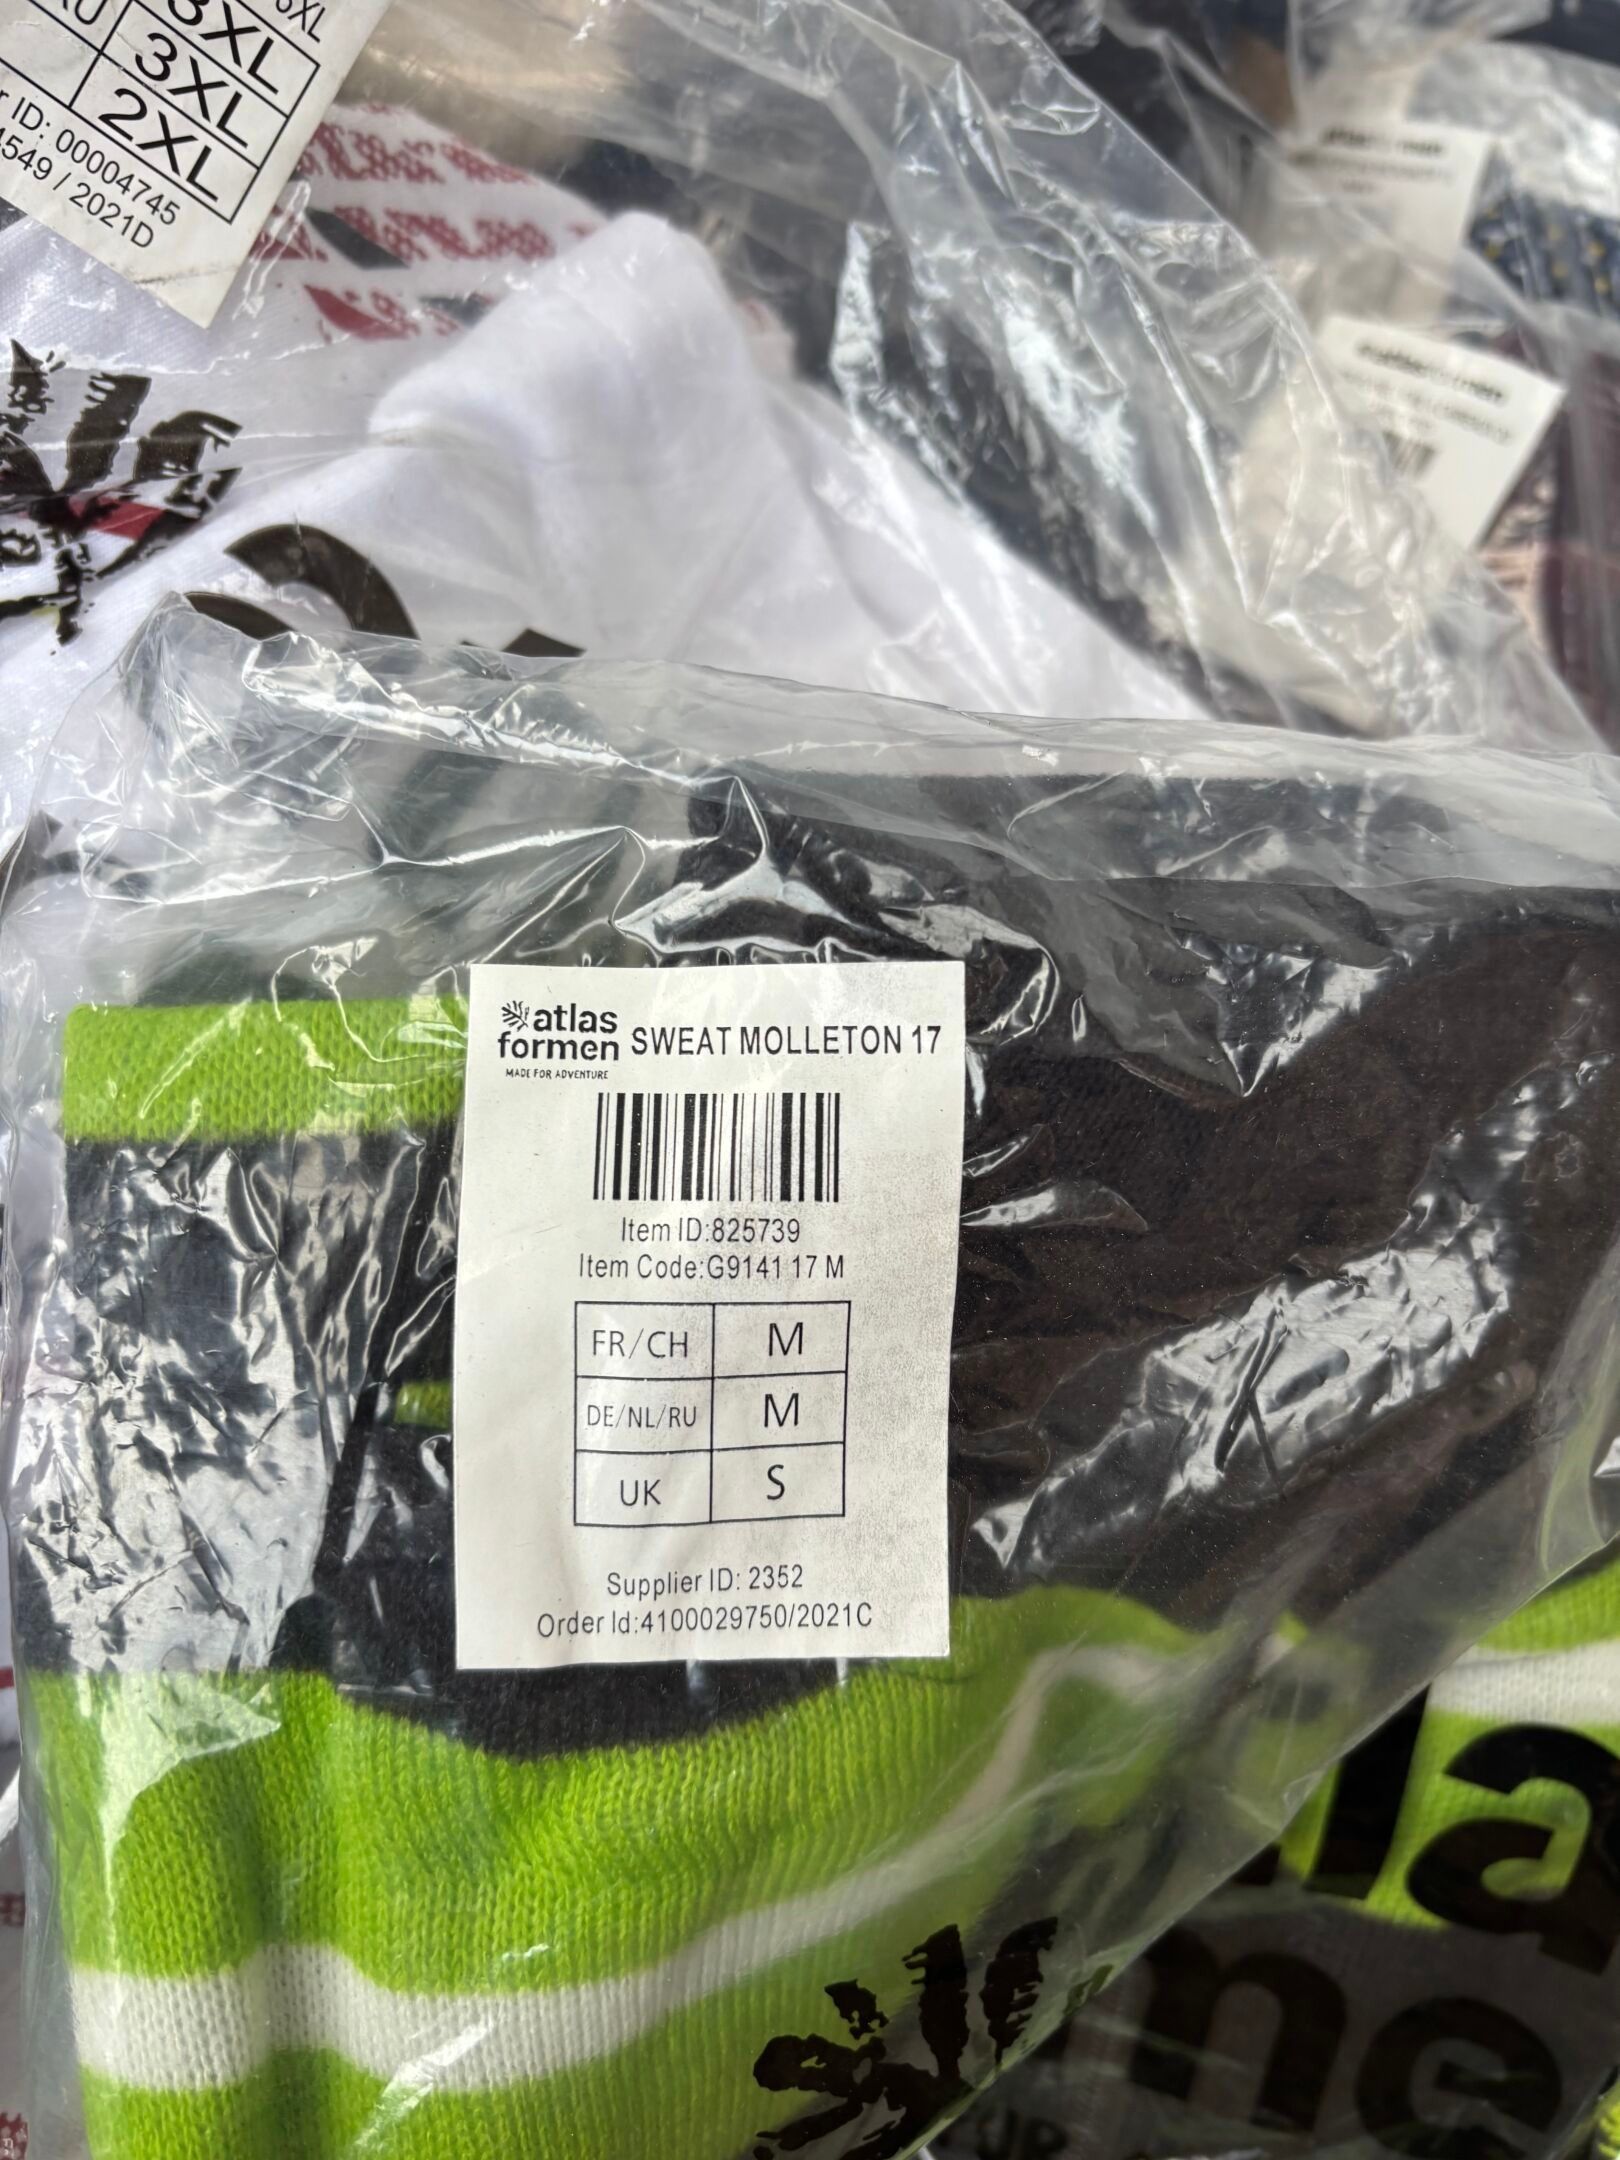 3XL
3XL
2XL
ID: 00004745
4549 / 2021D
atlas
formen
MADE FOR ADVENTURE
SWEAT MOLLETON 17
Item ID:825739
Item Code:G9141 17 M
FR/CH M
DE/NL/RU M
UK S
Supplier ID: 2352
Order Id:4100029750/2021C